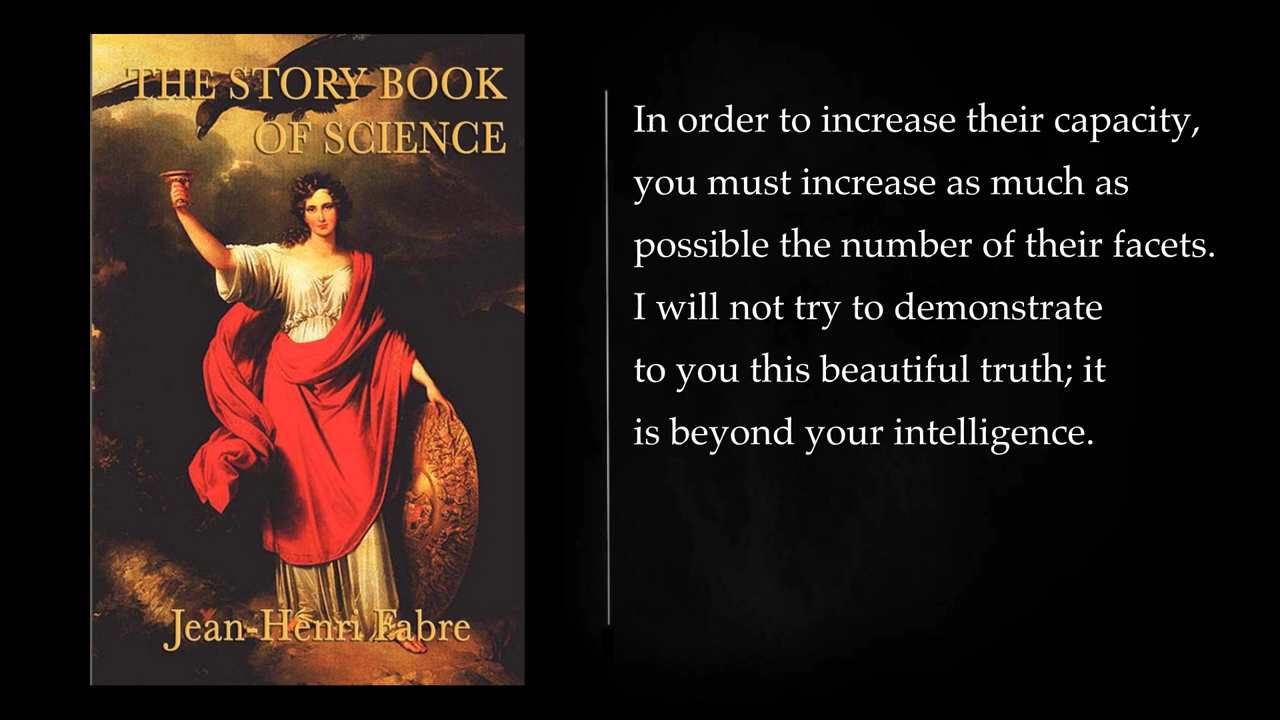 THE STORY BOOK
OF SCIENCE
Jean-Henri Fabre
In order to increase their capacity,
you must increase as much as
possible the number of their facets.
I will not try to demonstrate
to you this beautiful truth; it
is beyond your intelligence.